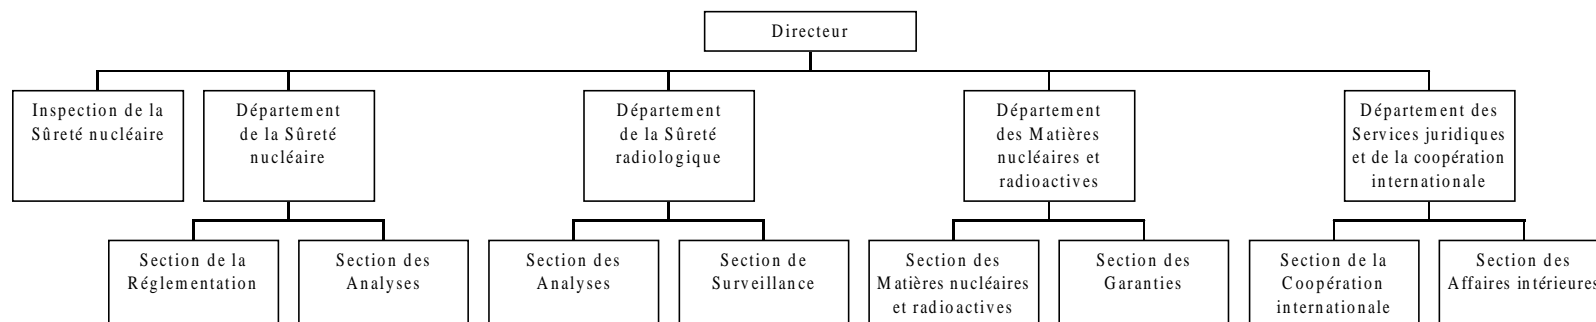 Directeur
Inspection de la
Sûreté nucléaire
Département
de la Sûreté
nucléaire
Département
de la Sûreté
radiologique
Département
des Matières
nucléaires et
radioactives
Département des
Services juridiques
et de la coopération
internationale
Section de la
Réglementation
Section des
Analyses
Section des
Analyses
Section de
Surveillance
Section des
Matières nucléaires
et radioactives
Section des
Garanties
Section de la
Coopération
internationale
Section des
Affaires intérieures